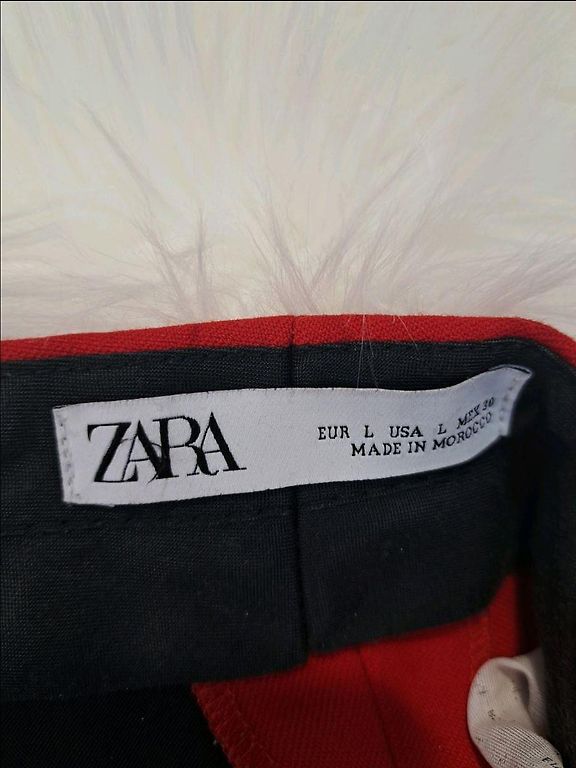 ZARA
EUR L USA L MEX 30
MADE IN MOROCCO